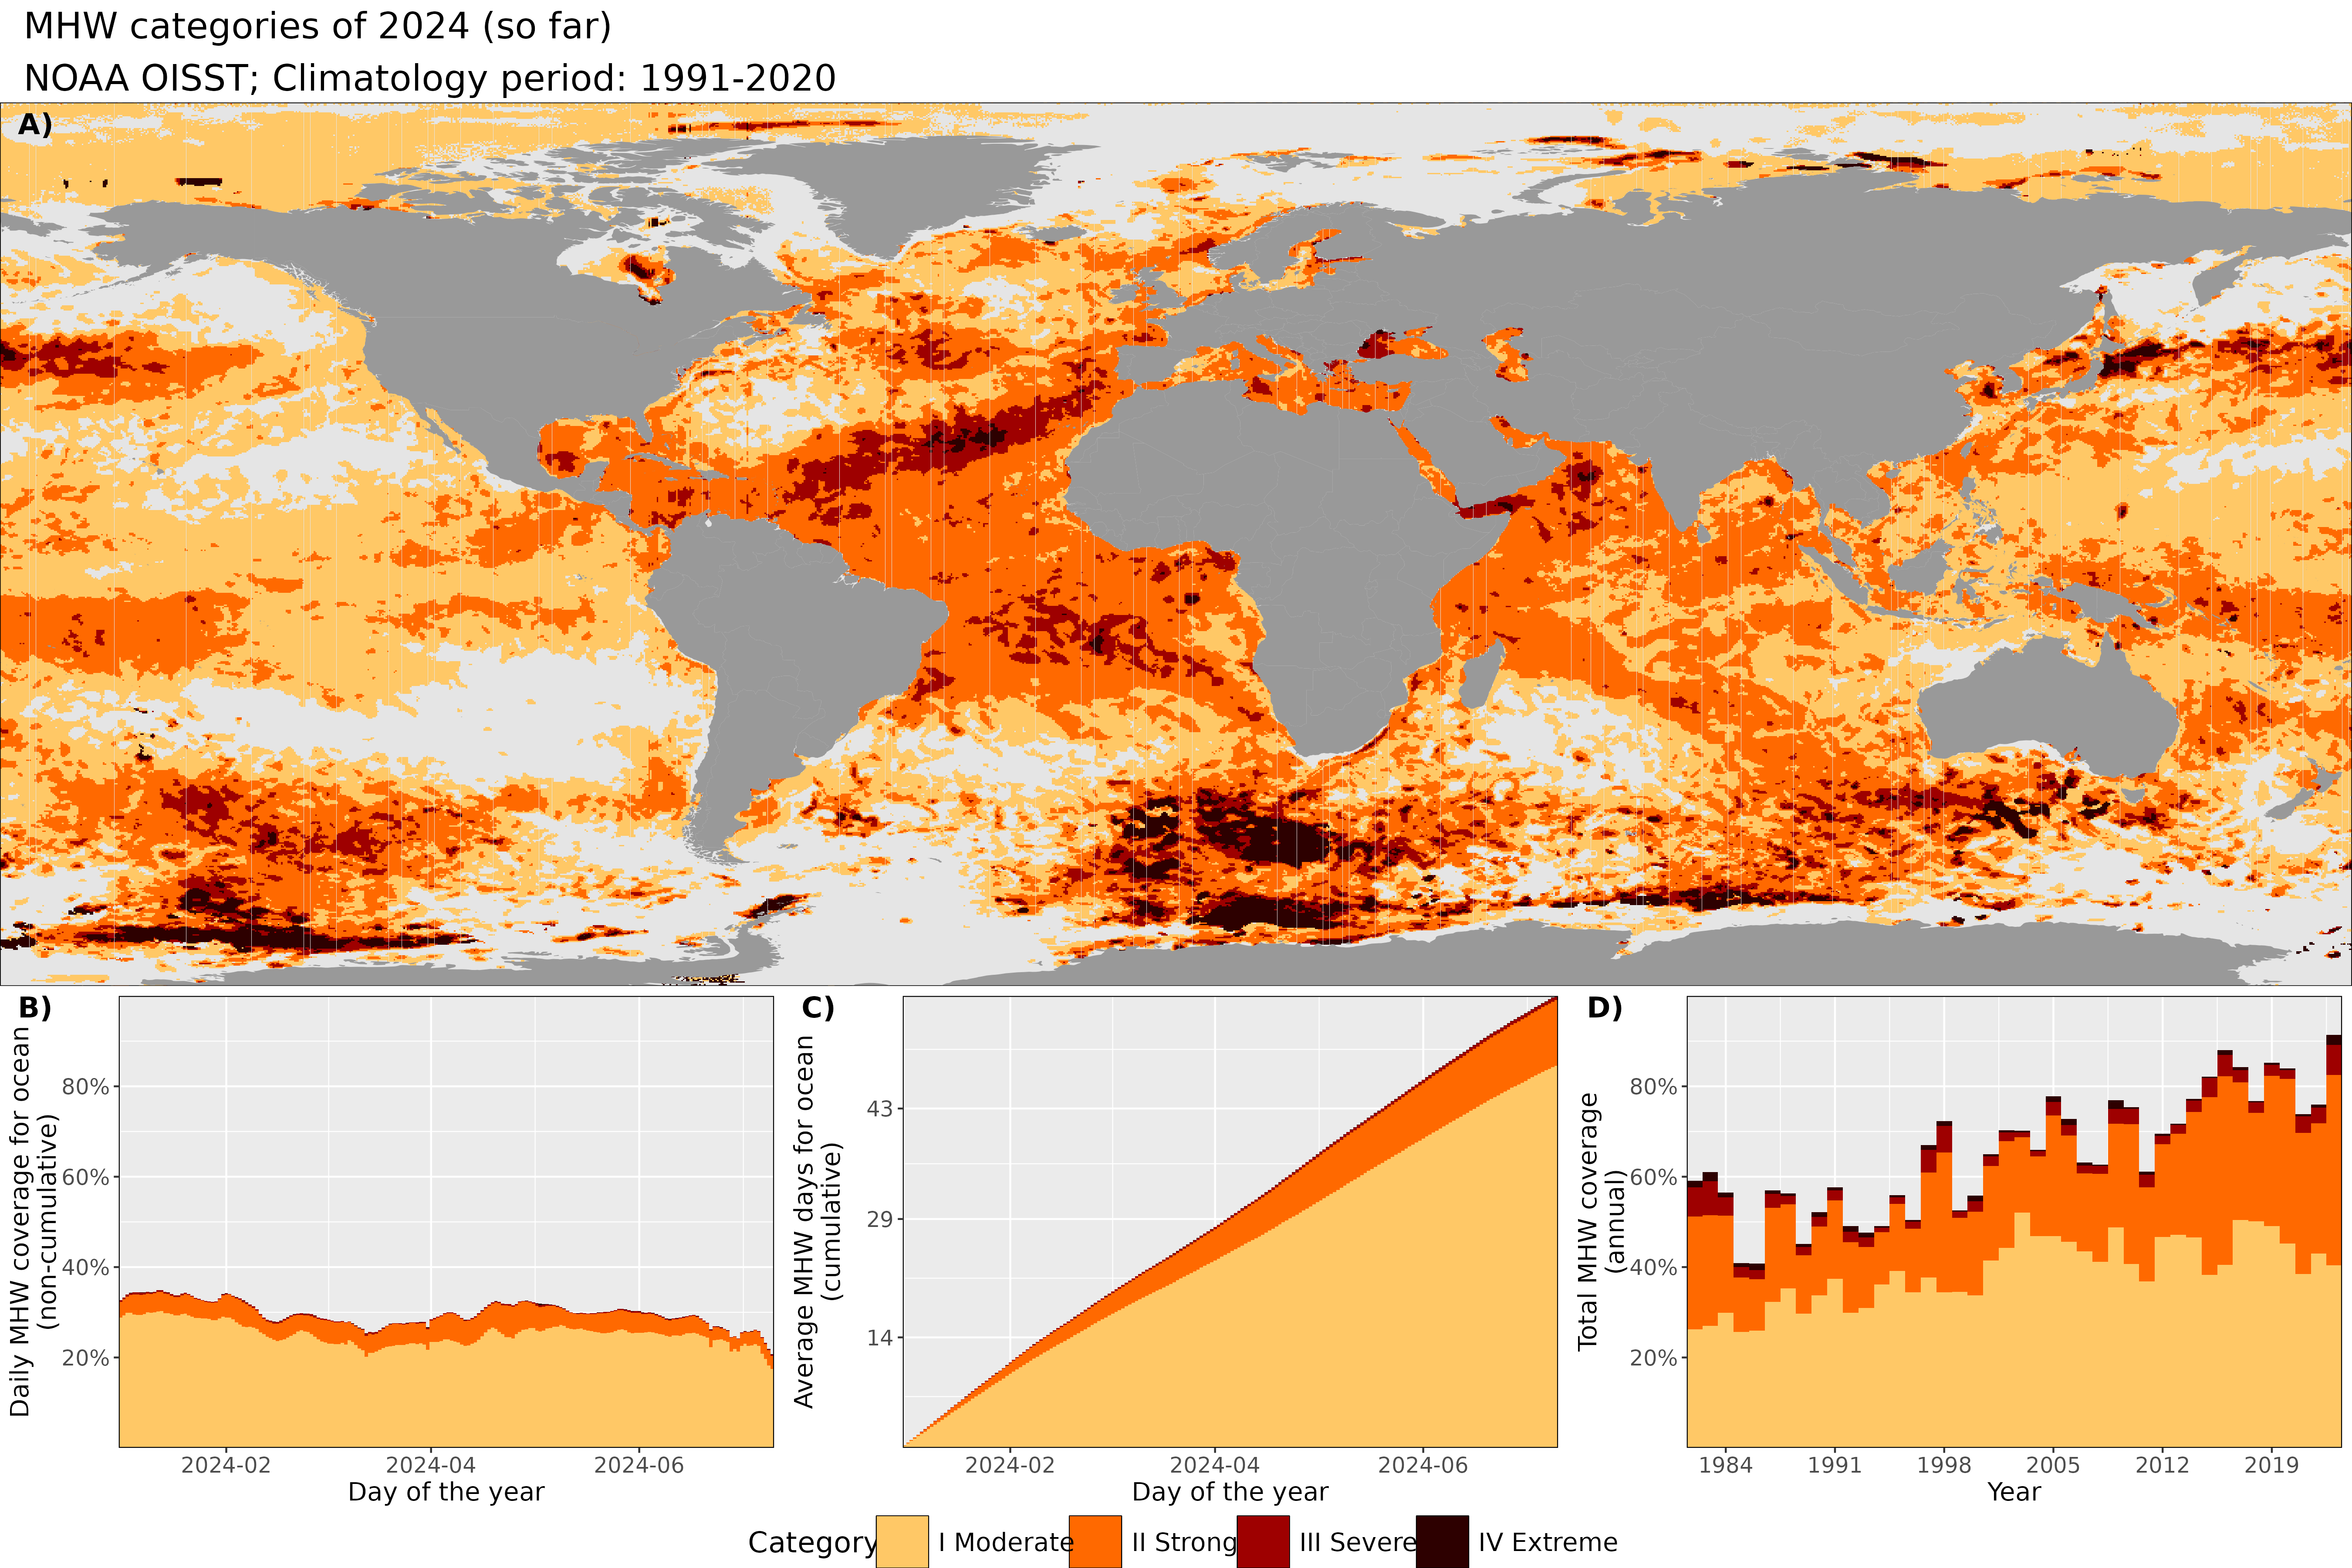 MHW categories of 2024 (so far)
NOAA OISST; Climatology period: 1991-2020
A)
B)
Daily MHW coverage for ocean
(non-cumulative)
80%
60%
40%
20%
2024-02 2024-04 2024-06
Day of the year
C)
Average MHW days for ocean
(cumulative)
43
29
14
2024-02 2024-04 2024-06
Day of the year
D)
Total MHW coverage
(annual)
80%
60%
40%
20%
1984 1991 1998 2005 2012 2019
Year
Category I Moderate II Strong III Severe IV Extreme